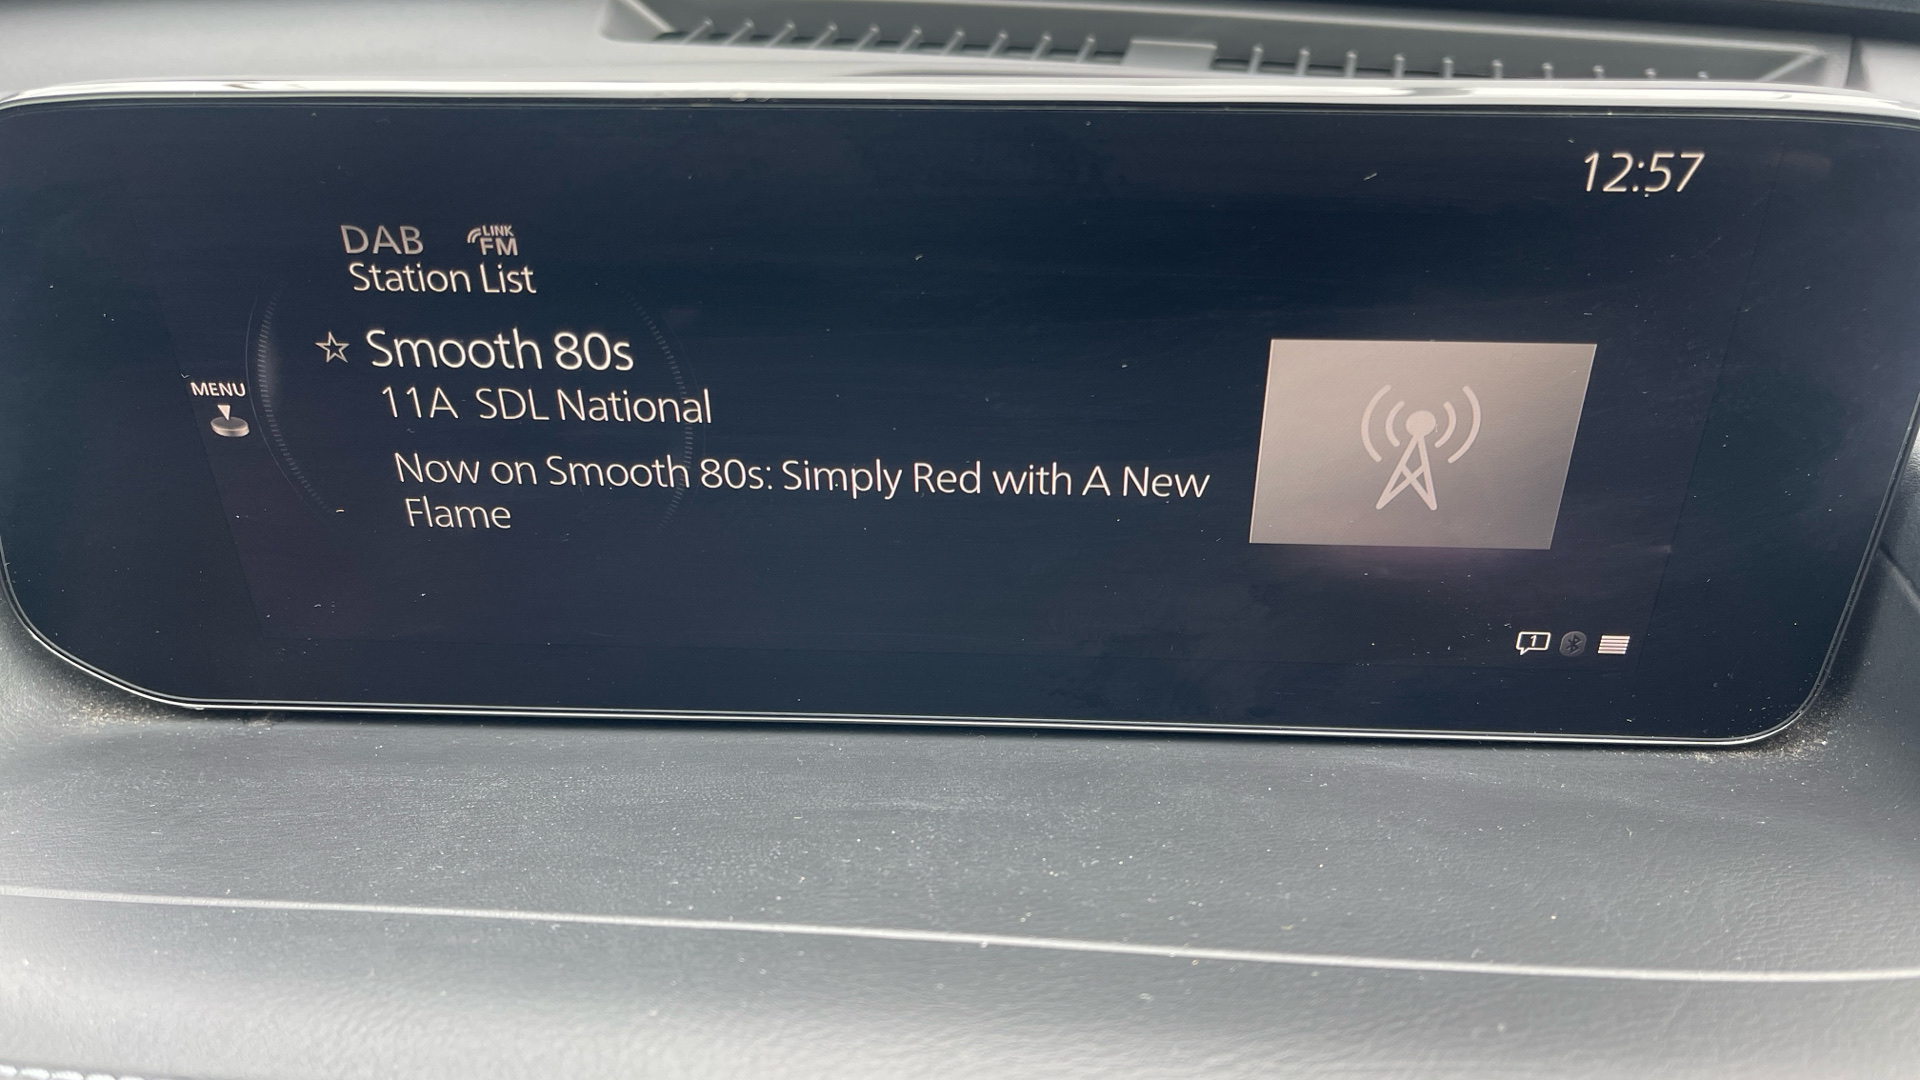 12:57
DAB LINK FM
Station List
☆ Smooth 80s
MENU
11A SDL National
Now on Smooth 80s: Simply Red with A New
Flame
1